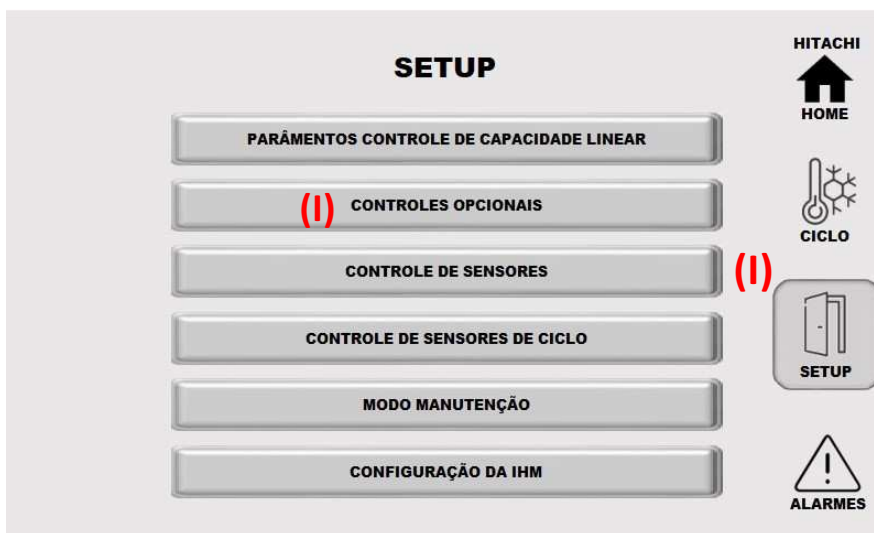 SETUP
PARÂMENTOS CONTROLE DE CAPACIDADE LINEAR
(I) CONTROLES OPCIONAIS
CONTROLE DE SENSORES
CONTROLE DE SENSORES DE CICLO
MODO MANUTENÇÃO
CONFIGURAÇÃO DA IHM
HITACHI
HOME
CICLO
(I)
SETUP
ALARMES